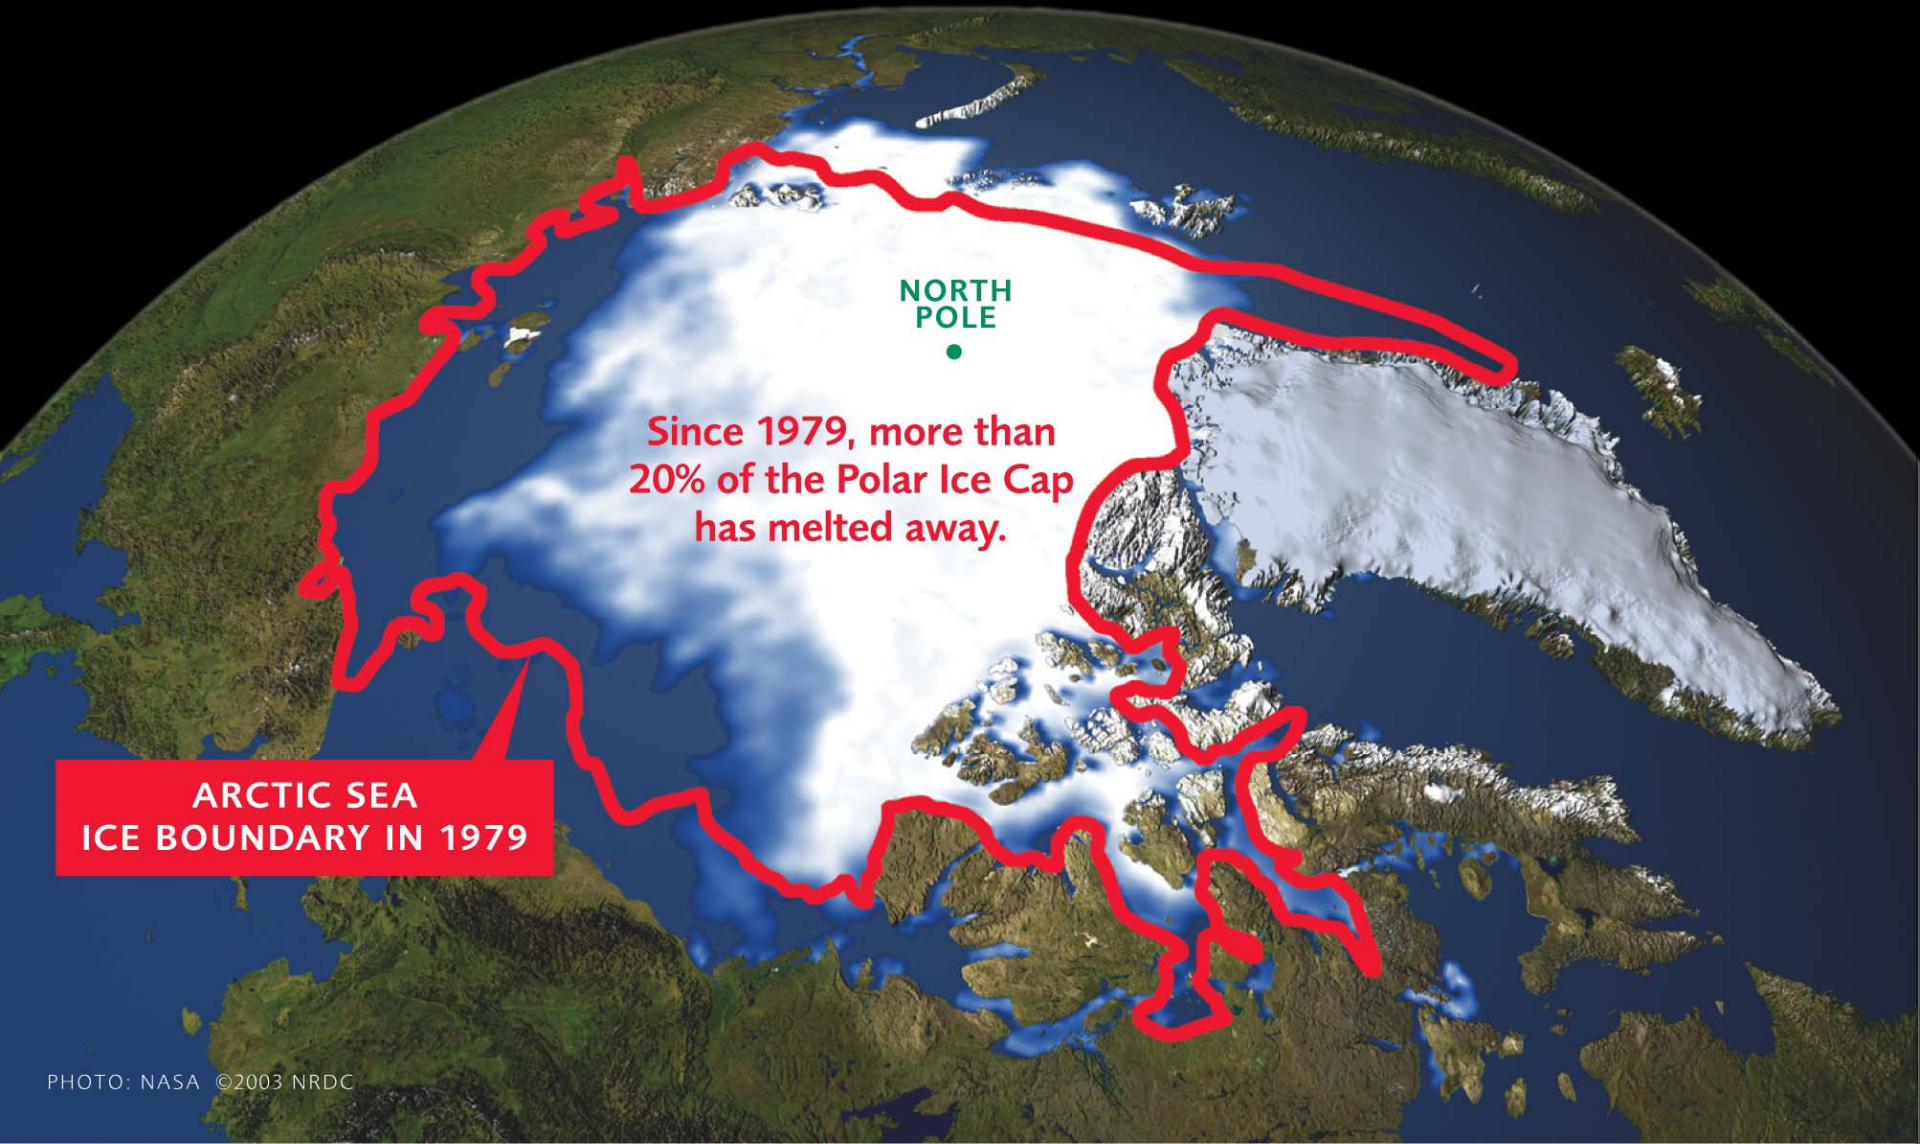 NORTH
POLE
Since 1979, more than
20% of the Polar Ice Cap
has melted away.
ARCTIC SEA
ICE BOUNDARY IN 1979
PHOTO: NASA ©2003 NRDC